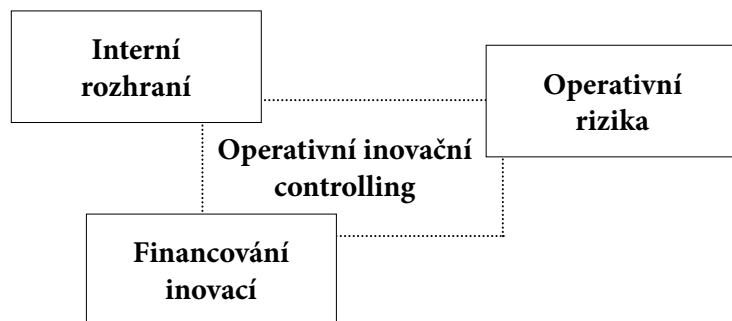 Interní
rozhraní
Operativní
rizika
Operativní inovační
controlling
Financování
inovací